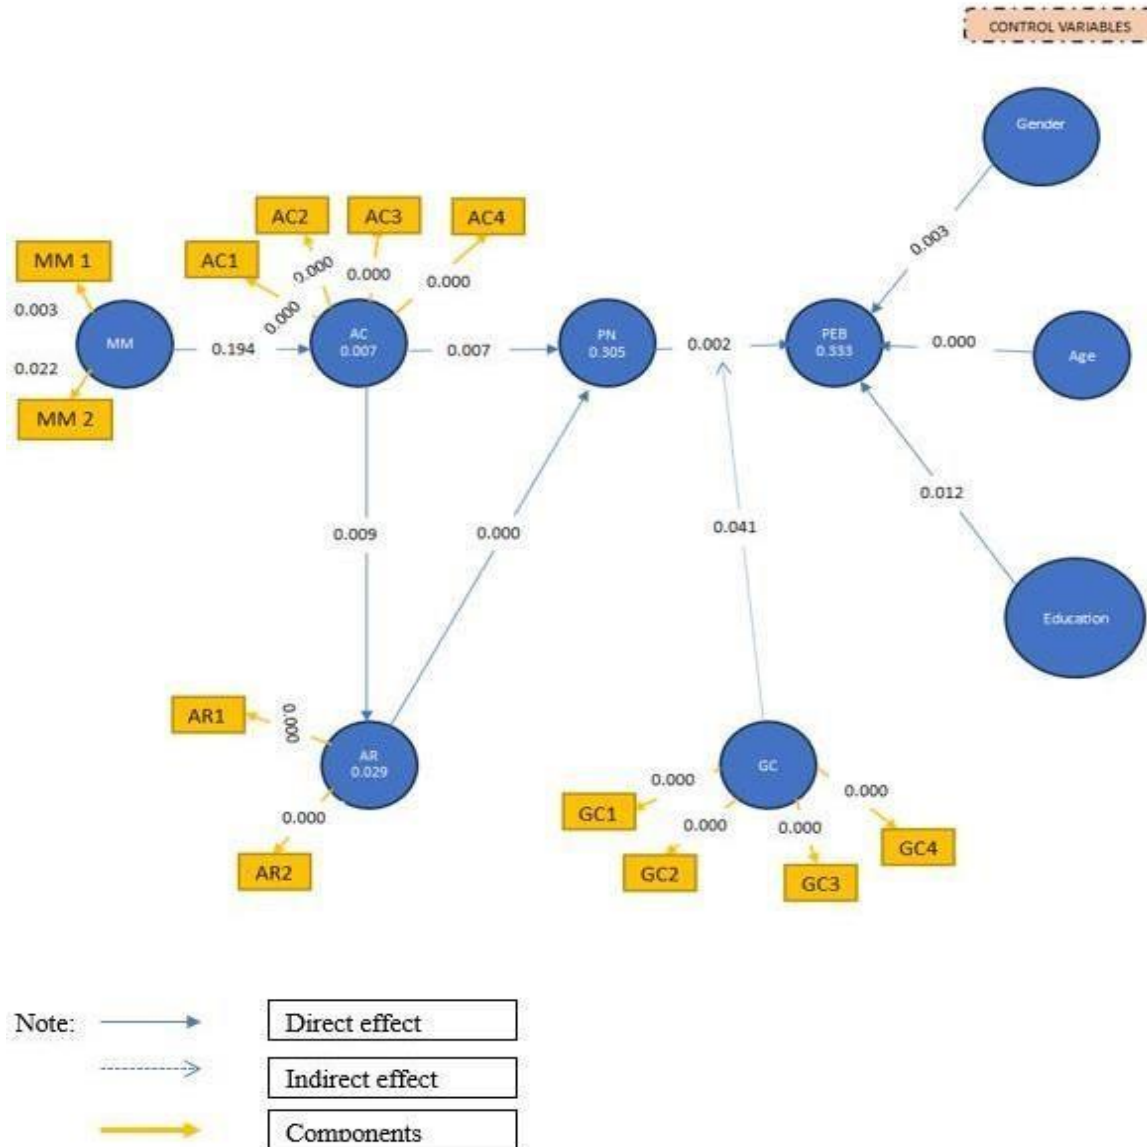 CONTROL VARIABLES
Gender
0.003
AC2
AC3
AC4
MM 1
AC1
0.000
0.000
0.000
0.000
0.003
MM
0.194
AC
0.007
0.007
PN
0.305
0.002
PEB
0.333
0.000
Age
0.022
MM 2
0.012
0.009
0.000
0.041
Education
AR1
0.000
AR
0.029
GC
0.000
0.000
0.000
GC1
0.000
0.000
AR2
GC2
GC3
GC4
Note:
Direct effect
Indirect effect
Components